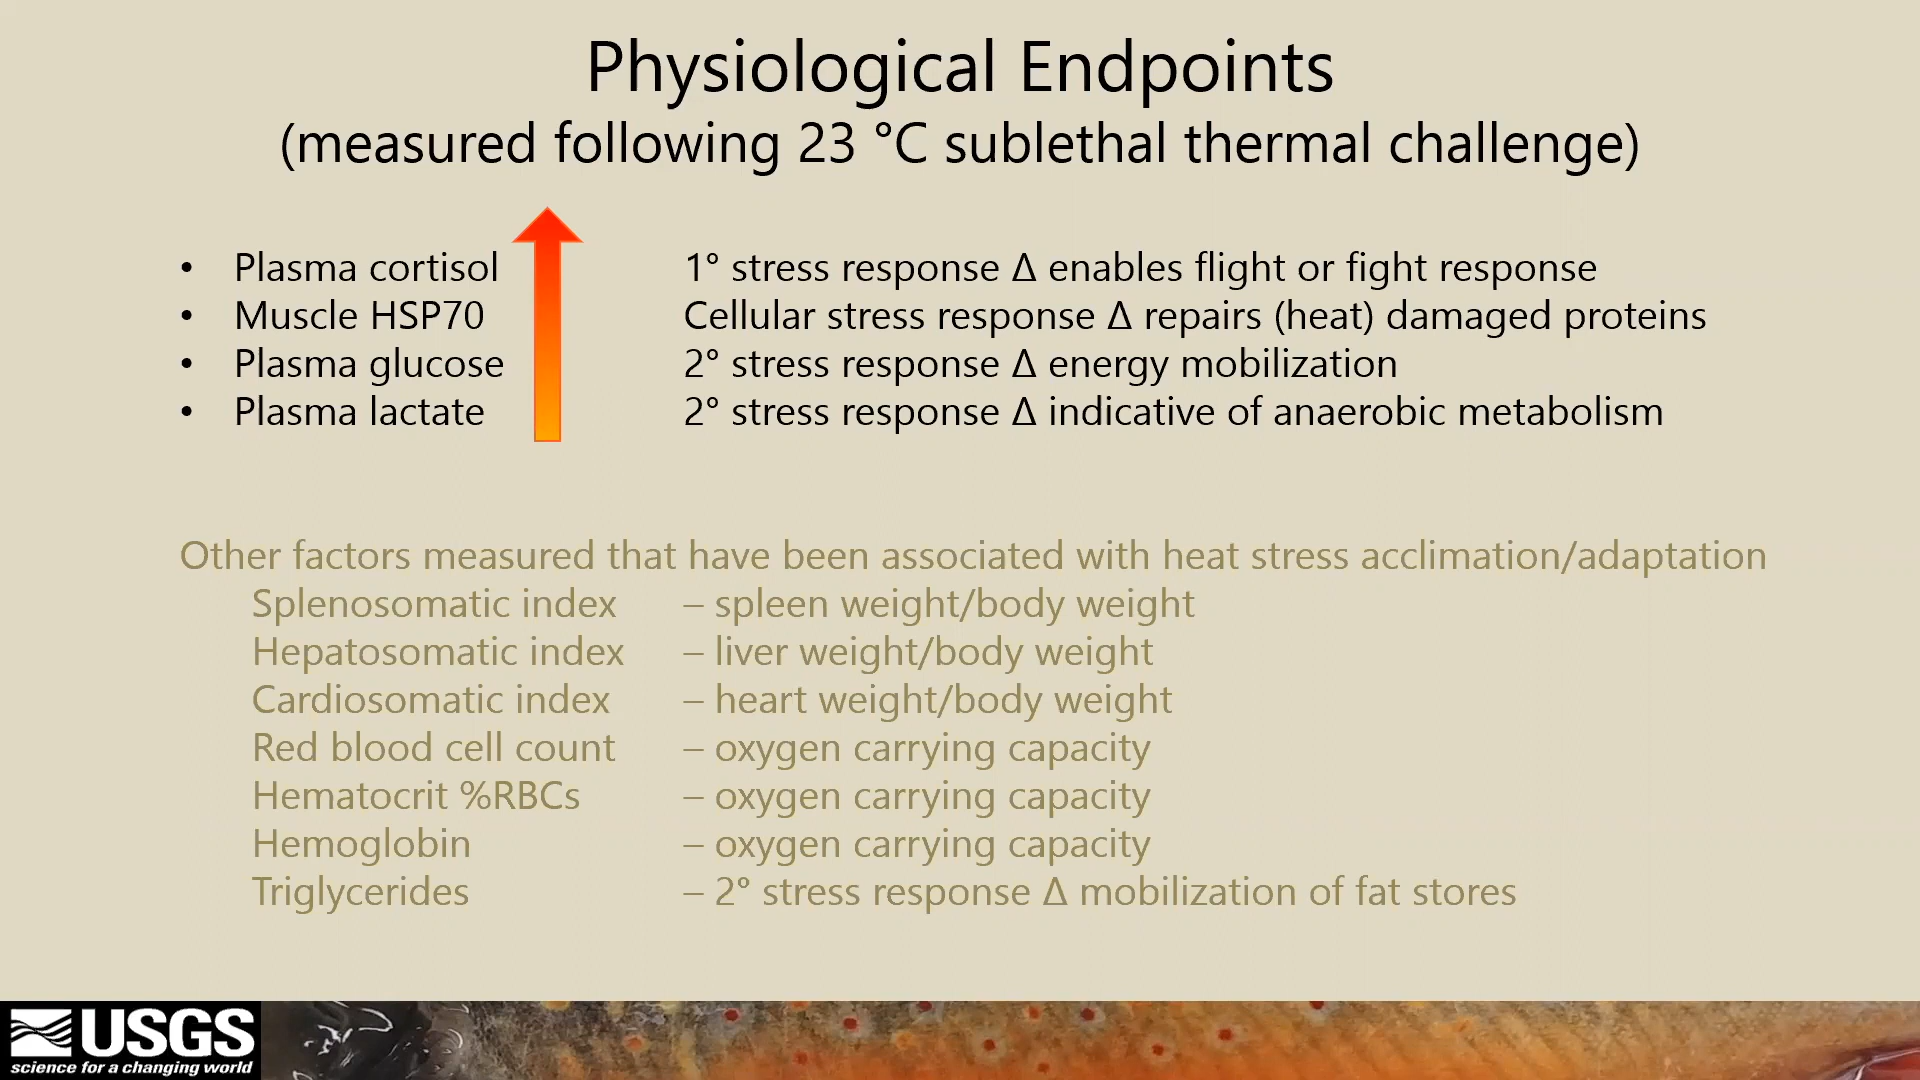 Physiological Endpoints
(measured following 23 °C sublethal thermal challenge)
• Plasma cortisol 1° stress response Δ enables flight or fight response
• Muscle HSP70 Cellular stress response Δ repairs (heat) damaged proteins
• Plasma glucose 2° stress response Δ energy mobilization
• Plasma lactate 2° stress response Δ indicative of anaerobic metabolism
Other factors measured that have been associated with heat stress acclimation/adaptation
Splenosomatic index – spleen weight/body weight
Hepatosomatic index – liver weight/body weight
Cardiosomatic index – heart weight/body weight
Red blood cell count – oxygen carrying capacity
Hematocrit %RBCs – oxygen carrying capacity
Hemoglobin – oxygen carrying capacity
Triglycerides – 2° stress response Δ mobilization of fat stores
USGS
science for a changing world